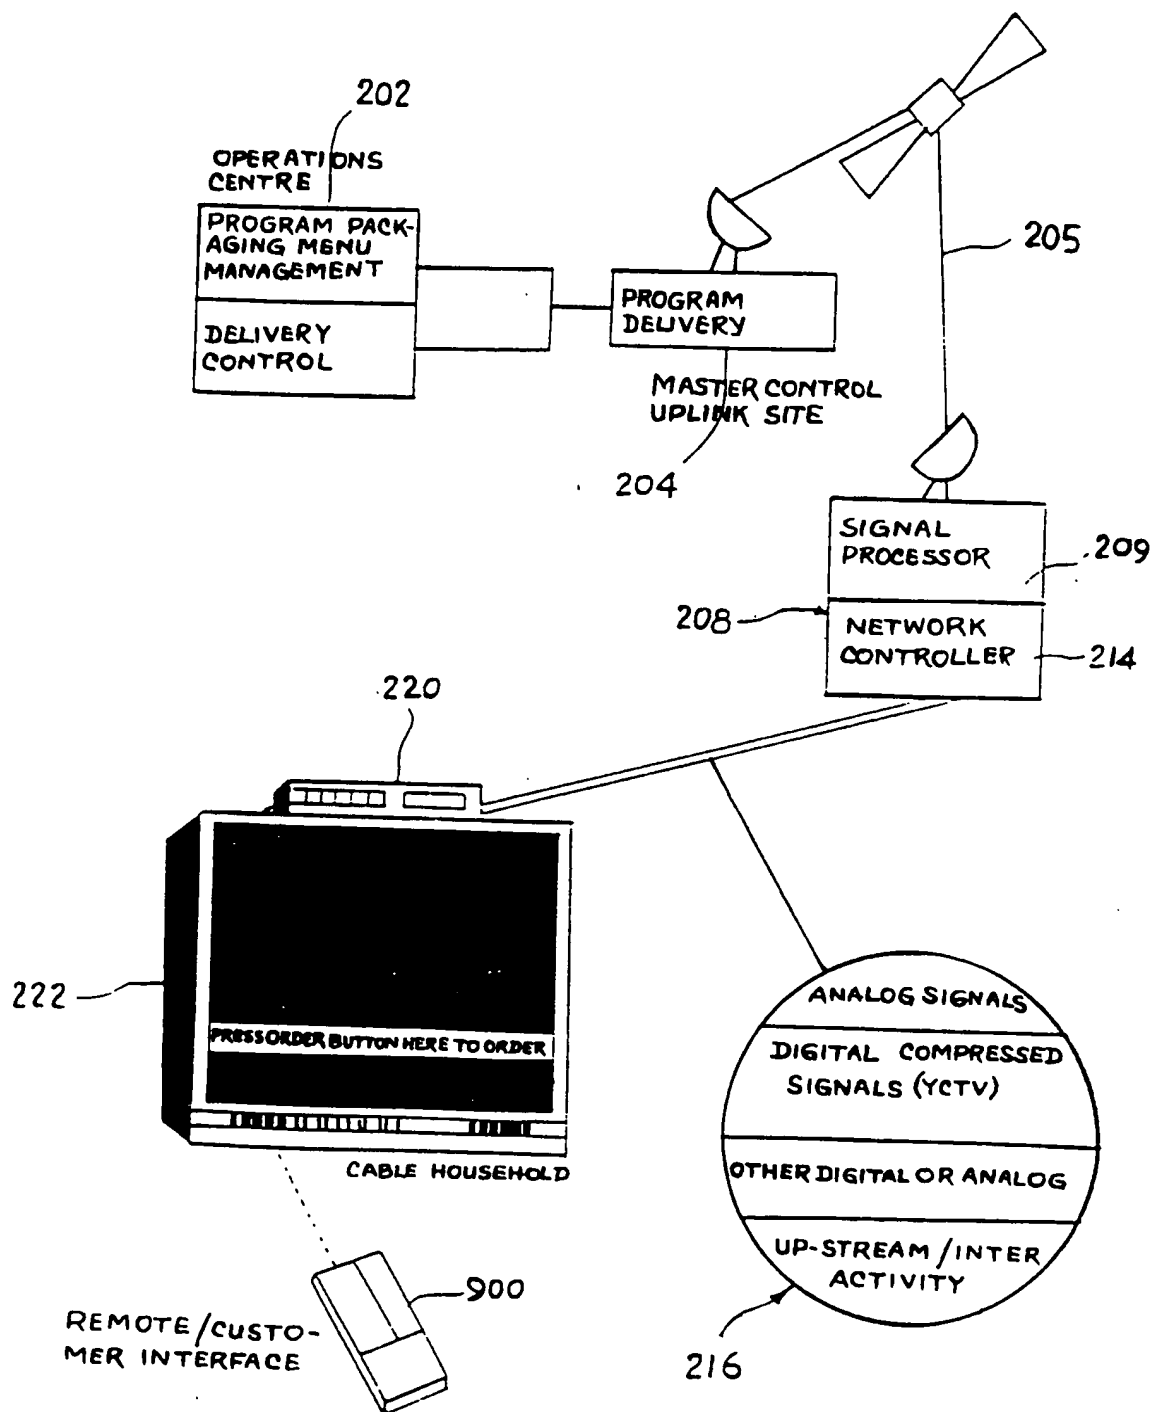 202
OPERATIONS
CENTRE
PROGRAM PACK-
AGING MENU
MANAGEMENT
DELIVERY
CONTROL
PROGRAM
DELIVERY
205
MASTER CONTROL
UPLINK SITE
204
SIGNAL
PROCESSOR
209
208
NETWORK
CONTROLLER
214
220
222
PRESS ORDER BUTTON HERE TO ORDER
CABLE HOUSEHOLD
ANALOG SIGNALS
DIGITAL COMPRESSED
SIGNALS (YCTV)
OTHER DIGITAL OR ANALOG
UP-STREAM/INTER
ACTIVITY
216
900
REMOTE/CUSTO-
MER INTERFACE